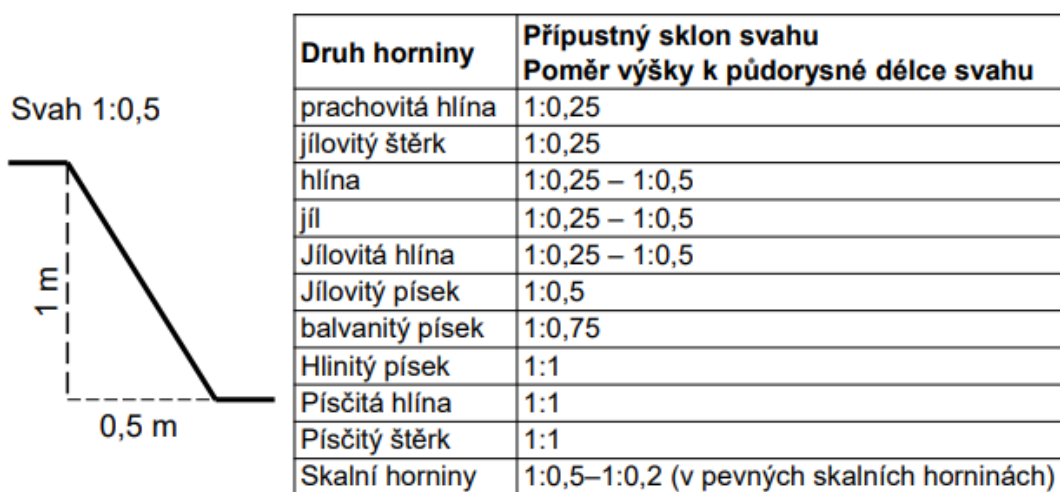 Svah 1:0,5
1 m
0,5 m
Druh horniny
Přípustný sklon svahu
Poměr výšky k půdorysné délce svahu
prachovitá hlína 1:0,25
jílovitý štěrk 1:0,25
hlína 1:0,25 – 1:0,5
jíl 1:0,25 – 1:0,5
Jílovitá hlína 1:0,25 – 1:0,5
Jílovitý písek 1:0,5
balvanitý písek 1:0,75
Hlinitý písek 1:1
Písčitá hlína 1:1
Písčitý štěrk 1:1
Skalní horniny 1:0,5–1:0,2 (v pevných skalních horninách)